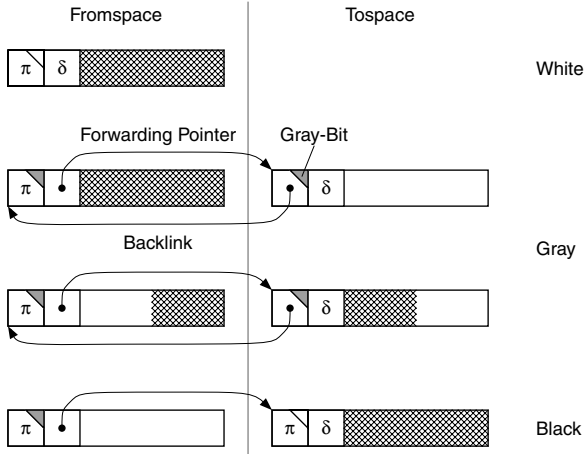 Fromspace Tospace
π δ White
Forwarding Pointer Gray-Bit
π δ
Backlink Gray
π δ
π π δ Black